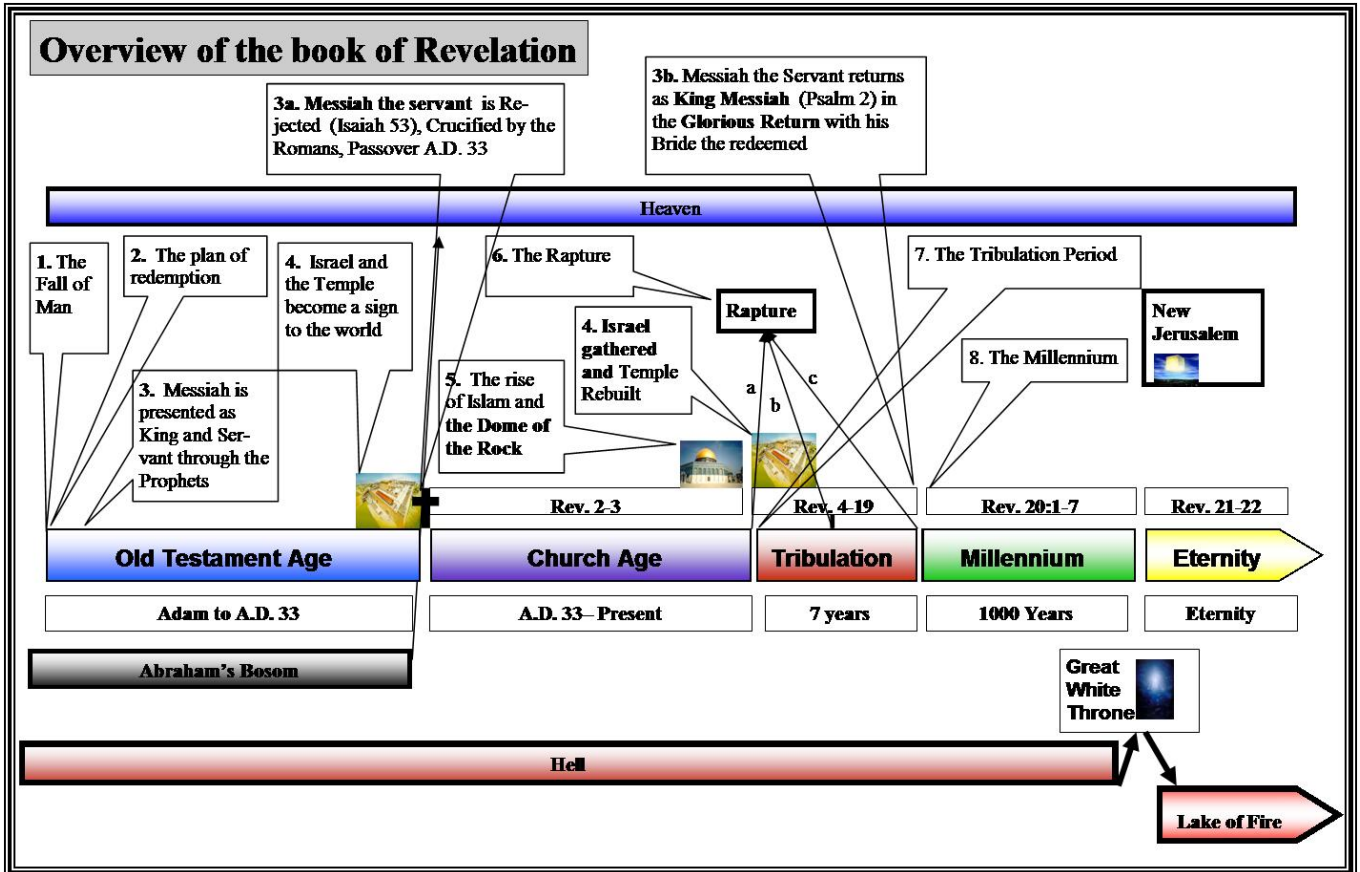 Overview of the book of Revelation
3a. Messiah the servant is Re-
jected (Isaiah 53), Crucified by the
Romans, Passover A.D. 33
3b. Messiah the Servant returns
as King Messiah (Psalm 2) in
the Glorious Return with his
Bride the redeemed
Heaven
1. The
Fall of
Man
2. The plan of
redemption
4. Israel and
the Temple
become a sign
to the world
6. The Rapture
7. The Tribulation Period
Rapture
New
Jerusalem
4. Israel
gathered
and Temple
Rebuilt
8. The Millennium
a
b
c
3. Messiah is
presented as
King and Ser-
vant through the
Prophets
5. The rise
of Islam and
the Dome of
the Rock
Rev. 2-3
Rev. 4-19
Rev. 20:1-7
Rev. 21-22
Old Testament Age
Church Age
Tribulation
Millennium
Eternity
Adam to A.D. 33
A.D. 33– Present
7 years
1000 Years
Eternity
Abraham's Bosom
Great
White
Throne
Hell
Lake of Fire